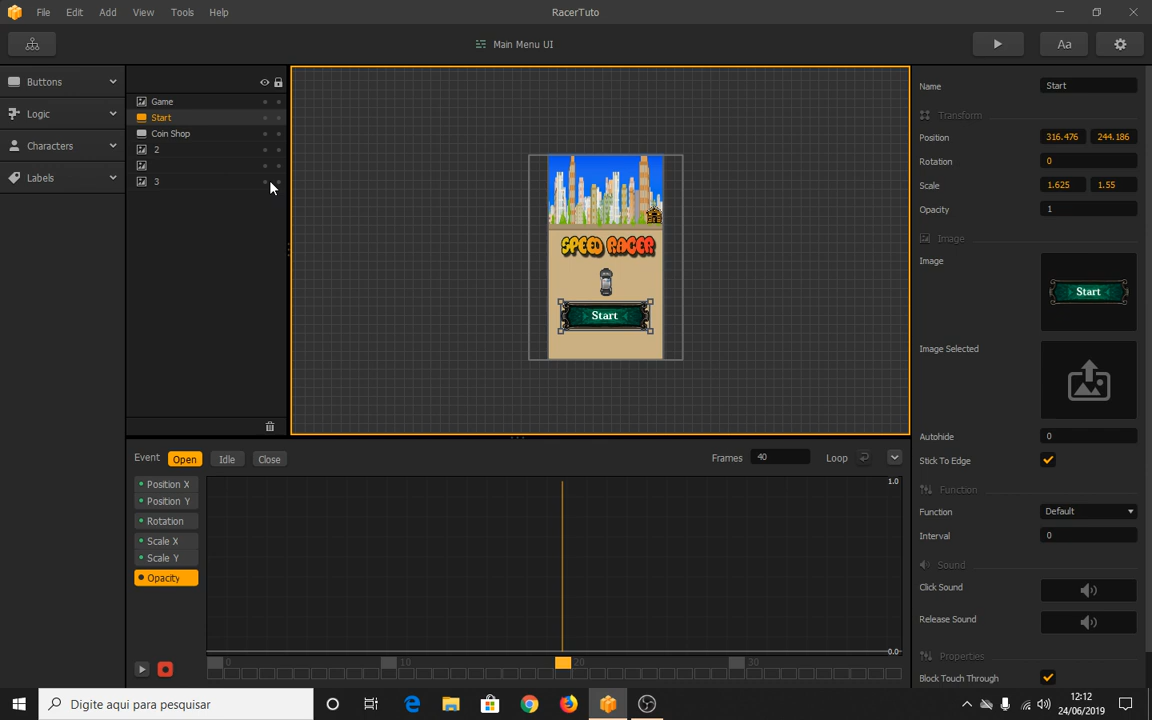 File Edit Add View Tools Help
RacerTuto
Main Menu UI
Aa
Buttons
Logic
Characters
Labels
Game
Start
Coin Shop
2
3
SPEED RACER
Start
Name Start
Transform
Position 316.476 244.186
Rotation 0
Scale 1.625 1.55
Opacity 1
Image
Image
Start
Image Selected
Autohide 0
Stick To Edge
Function
Function Default
Interval 0
Sound
Click Sound
Release Sound
Properties
Block Touch Through
Event Open Idle Close
Frames 40 Loop
Position X
Position Y
Rotation
Scale X
Scale Y
Opacity
1.0
0.0
0 10 20 30
Digite aqui para pesquisar
12:12
24/06/2019